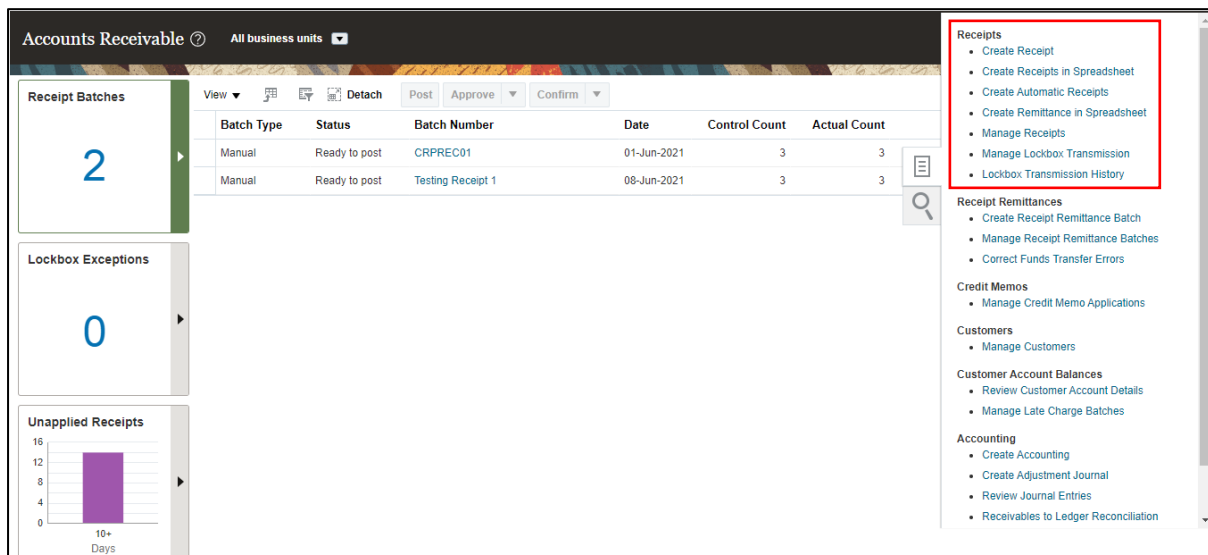 Accounts Receivable
All business units
Receipt Batches
2
Lockbox Exceptions
0
Unapplied Receipts
16
12
8
4
0
10+
Days
View Detach Post Approve Confirm
Batch Type Status Batch Number Date Control Count Actual Count
Manual Ready to post CRPREC01 01-Jun-2021 3 3
Manual Ready to post Testing Receipt 1 08-Jun-2021 3 3
Receipts
Create Receipt
Create Receipts in Spreadsheet
Create Automatic Receipts
Create Remittance in Spreadsheet
Manage Receipts
Manage Lockbox Transmission
Lockbox Transmission History
Receipt Remittances
Create Receipt Remittance Batch
Manage Receipt Remittance Batches
Correct Funds Transfer Errors
Credit Memos
Manage Credit Memo Applications
Customers
Manage Customers
Customer Account Balances
Review Customer Account Details
Manage Late Charge Batches
Accounting
Create Accounting
Create Adjustment Journal
Review Journal Entries
Receivables to Ledger Reconciliation